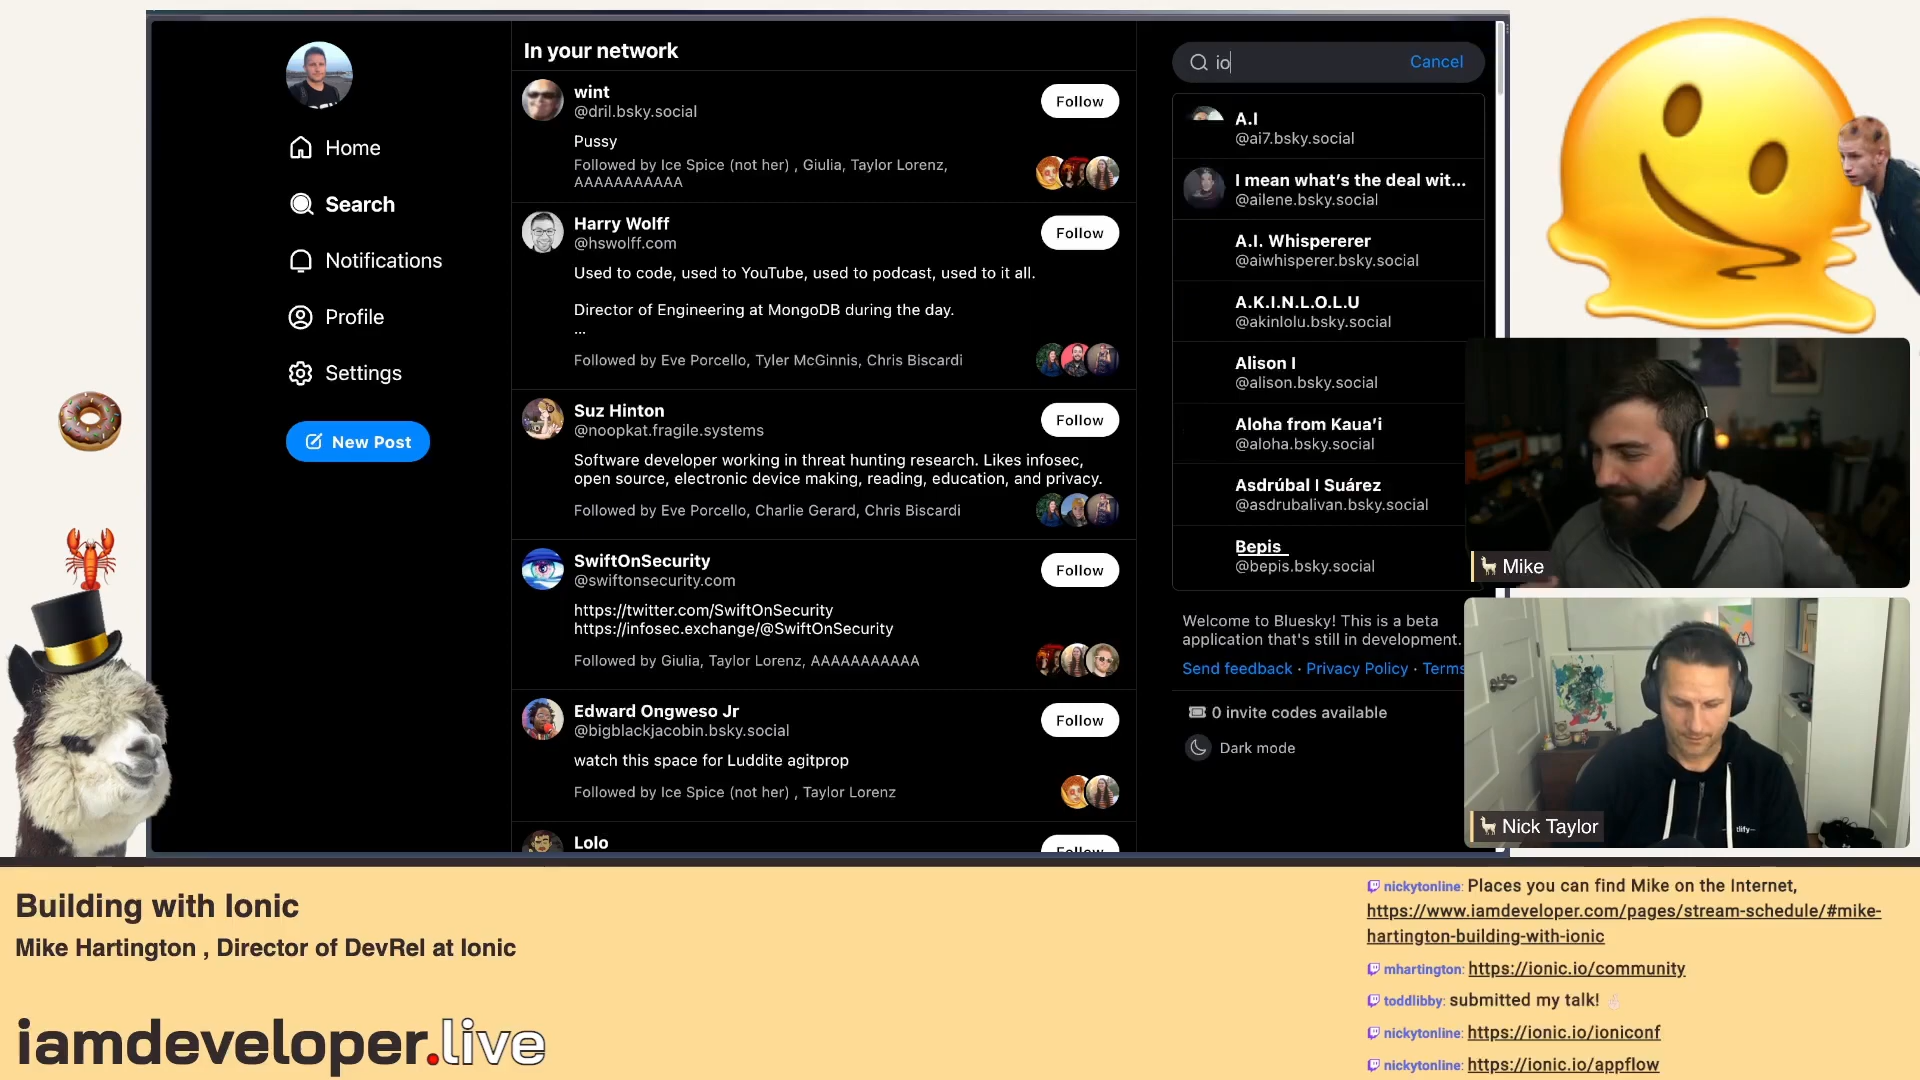 Home
Search
Notifications
Profile
Settings
New Post
In your network
wint
@dril.bsky.social
Follow
Pussy
Followed by Ice Spice (not her) , Giulia, Taylor Lorenz,
AAAAAAAAAAA
Harry Wolff
@hswolff.com
Follow
Used to code, used to YouTube, used to podcast, used to it all.
Director of Engineering at MongoDB during the day.
...
Followed by Eve Porcello, Tyler McGinnis, Chris Biscardi
Suz Hinton
@noopkat.fragile.systems
Follow
Software developer working in threat hunting research. Likes infosec,
open source, electronic device making, reading, education, and privacy.
Followed by Eve Porcello, Charlie Gerard, Chris Biscardi
SwiftOnSecurity
@swiftonsecurity.com
Follow
https://twitter.com/SwiftOnSecurity
https://infosec.exchange/@SwiftOnSecurity
Followed by Giulia, Taylor Lorenz, AAAAAAAAAAA
Edward Ongweso Jr
@bigblackjacobin.bsky.social
Follow
watch this space for Luddite agitprop
Followed by Ice Spice (not her) , Taylor Lorenz
Lolo
Follow
io
Cancel
A.I
@ai7.bsky.social
I mean what’s the deal wit...
@ailene.bsky.social
A.I. Whispererer
@aiwhisperer.bsky.social
A.K.I.N.L.O.L.U
@akinlolu.bsky.social
Alison I
@alison.bsky.social
Aloha from Kaua’i
@aloha.bsky.social
Asdrúbal I Suárez
@asdrubalivan.bsky.social
Bepis
@bepis.bsky.social
Welcome to Bluesky! This is a beta
application that's still in development.
Send feedback · Privacy Policy · Terms
0 invite codes available
Dark mode
Mike
Nick Taylor
Building with Ionic
Mike Hartington , Director of DevRel at Ionic
iamdeveloper.live
nickytonline: Places you can find Mike on the Internet,
https://www.iamdeveloper.com/pages/stream-schedule/#mike-
hartington-building-with-ionic
mhartington: https://ionic.io/community
toddlibby: submitted my talk!
nickytonline: https://ionic.io/ioniconf
nickytonline: https://ionic.io/appflow